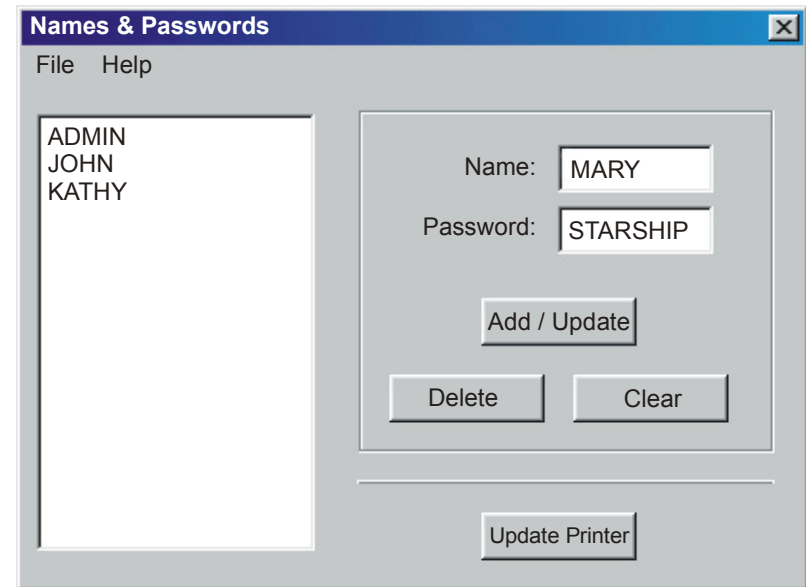 Names & Passwords
File Help
ADMIN
JOHN
KATHY
Name: MARY
Password: STARSHIP
Add / Update
Delete Clear
Update Printer